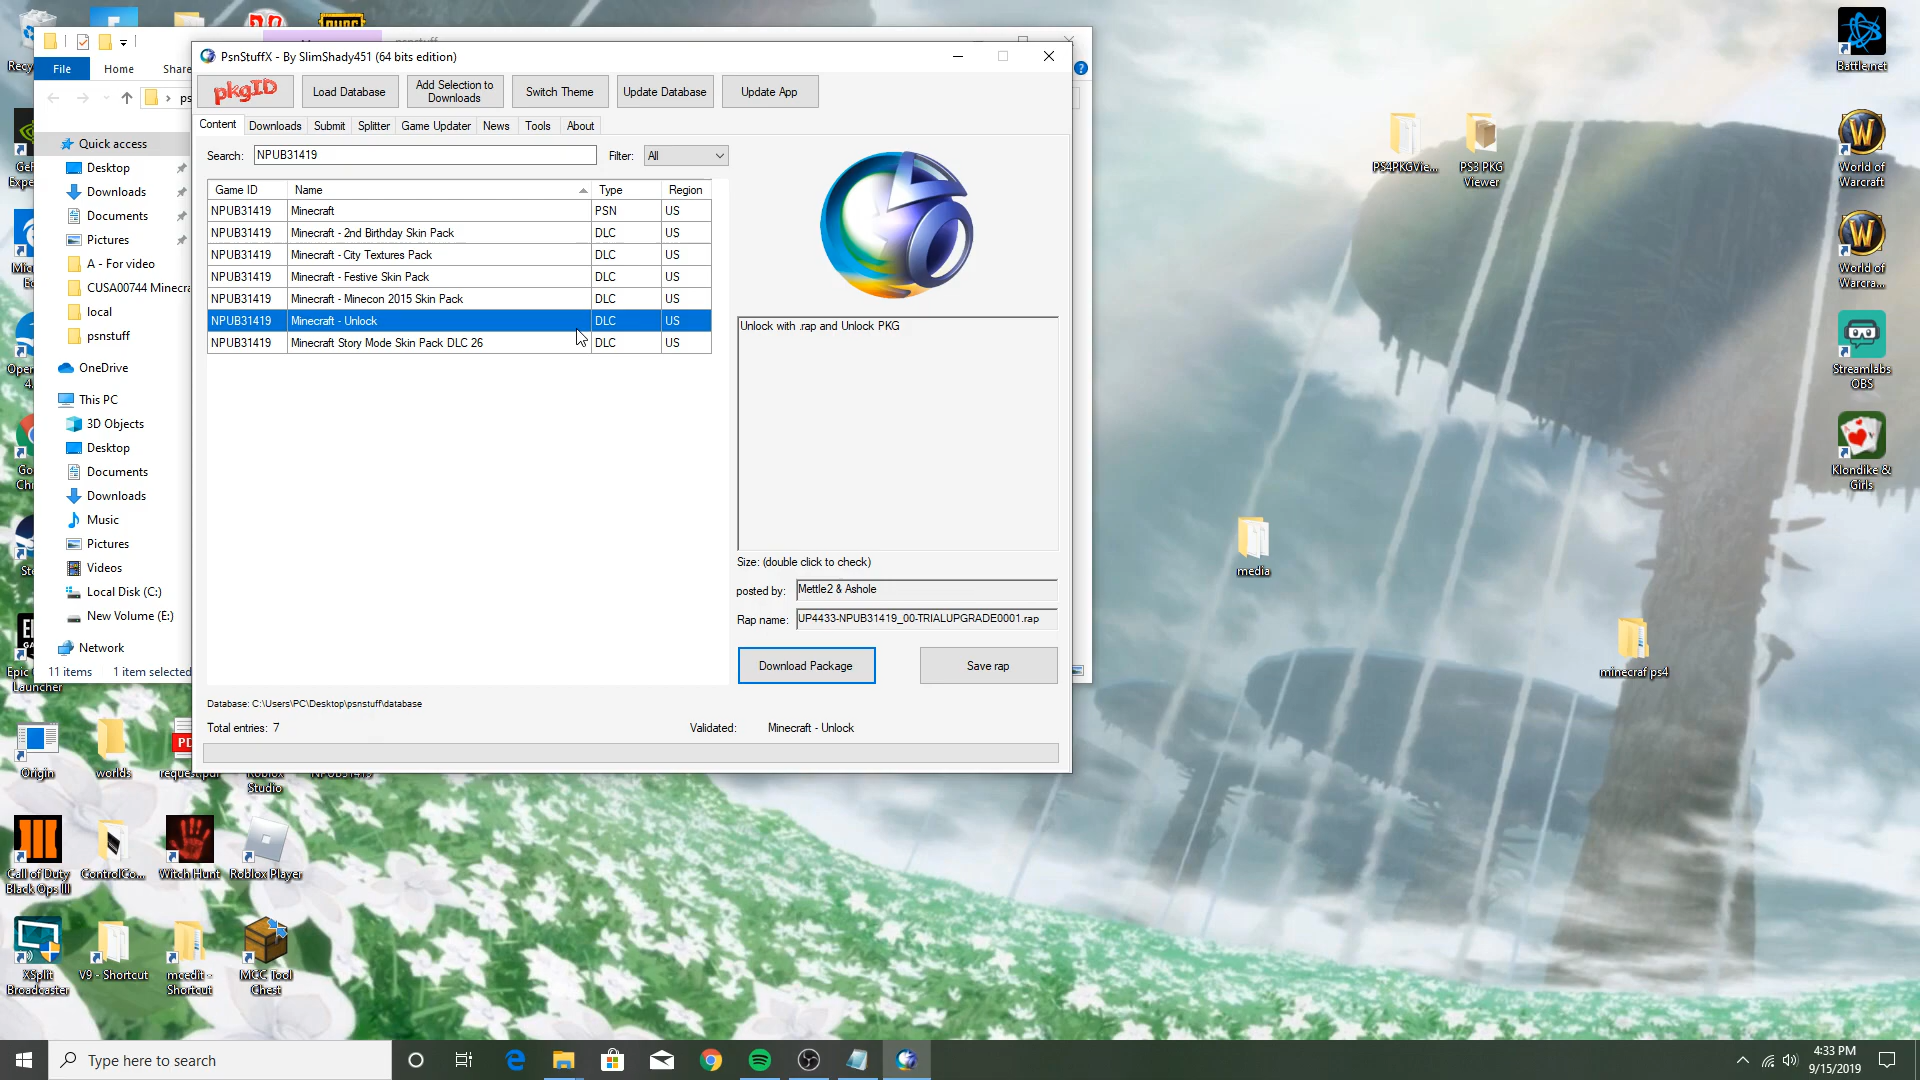 PsnStuffX - By SlimShady451 (64 bits edition)
psnstuff
File
Home
Share
pkgID
Load Database
Add Selection to
Downloads
Switch Theme
Update Database
Update App
Content
Downloads
Submit
Splitter
Game Updater
News
Tools
About
Search:
NPUB31419
Filter:
All
Game ID
Name
Type
Region
NPUB31419
Minecraft
PSN
US
NPUB31419
Minecraft - 2nd Birthday Skin Pack
DLC
US
NPUB31419
Minecraft - City Textures Pack
DLC
US
NPUB31419
Minecraft - Festive Skin Pack
DLC
US
NPUB31419
Minecraft - Minecon 2015 Skin Pack
DLC
US
NPUB31419
Minecraft - Unlock
DLC
US
NPUB31419
Minecraft Story Mode Skin Pack DLC 26
DLC
US
Unlock with .rap and Unlock PKG
Size: (double click to check)
posted by:
Mettle2 & Ashole
Rap name:
UP4433-NPUB31419_00-TRIALUPGRADE0001.rap
Download Package
Save rap
Database: C:\Users\PC\Desktop\psnstuff\database
Total entries: 7
Validated:
Minecraft - Unlock
Quick access
Desktop
Downloads
Documents
Pictures
A - For video
CUSA00744 Minecra
local
psnstuff
OneDrive
This PC
3D Objects
Desktop
Documents
Downloads
Music
Pictures
Videos
Local Disk (C:)
New Volume (E:)
Network
11 items
1 item selected
Epic
Launcher
Origin
worlds
request.pdf
Roblox
Studio
NPUB31419
Call of Duty
Black Ops III
ControlCo...
Witch Hunt
Roblox Player
XSplit
Broadcaster
V9 - Shortcut
mcedit -
Shortcut
MCC Tool
Chest
PS4PKGVie...
PS3 PKG
Viewer
media
minecraf ps4
Battle.net
World of
Warcraft
World of
Warcra...
Streamlabs
OBS
Klondike &
Girls
Type here to search
4:33 PM
9/15/2019